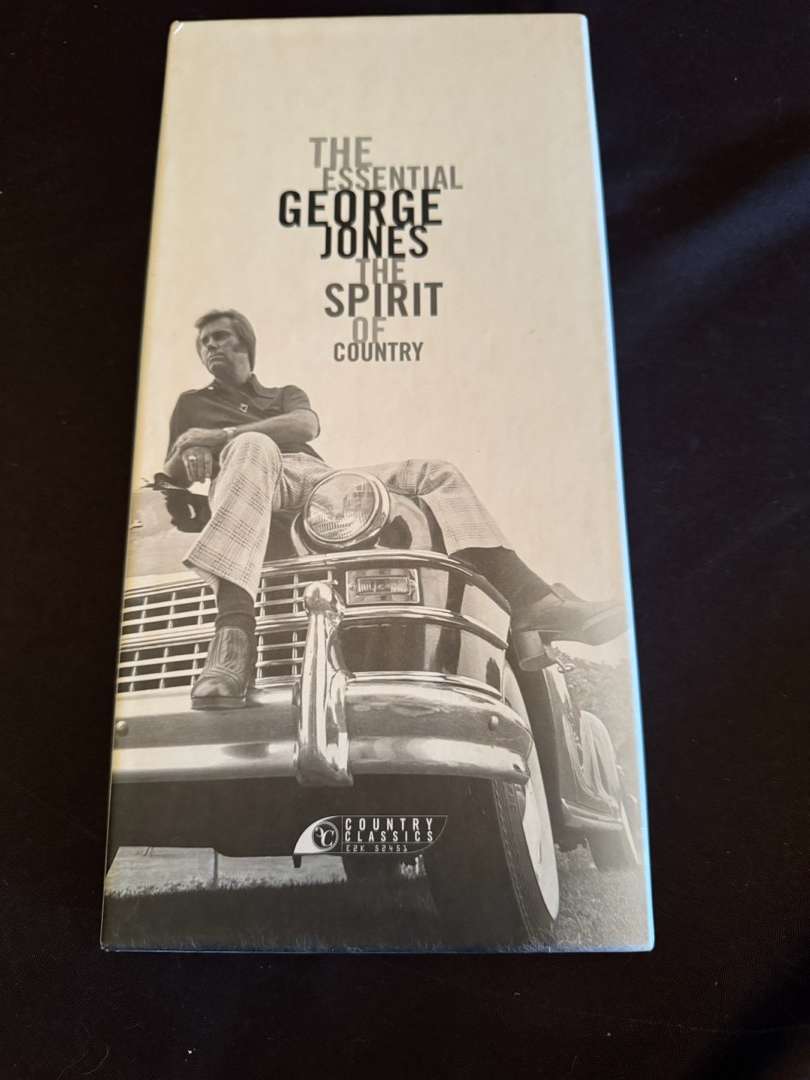 THE
ESSENTIAL
GEORGE
JONES
THE
SPIRIT
OF
COUNTRY
COUNTRY
CLASSICS
E2K 52451